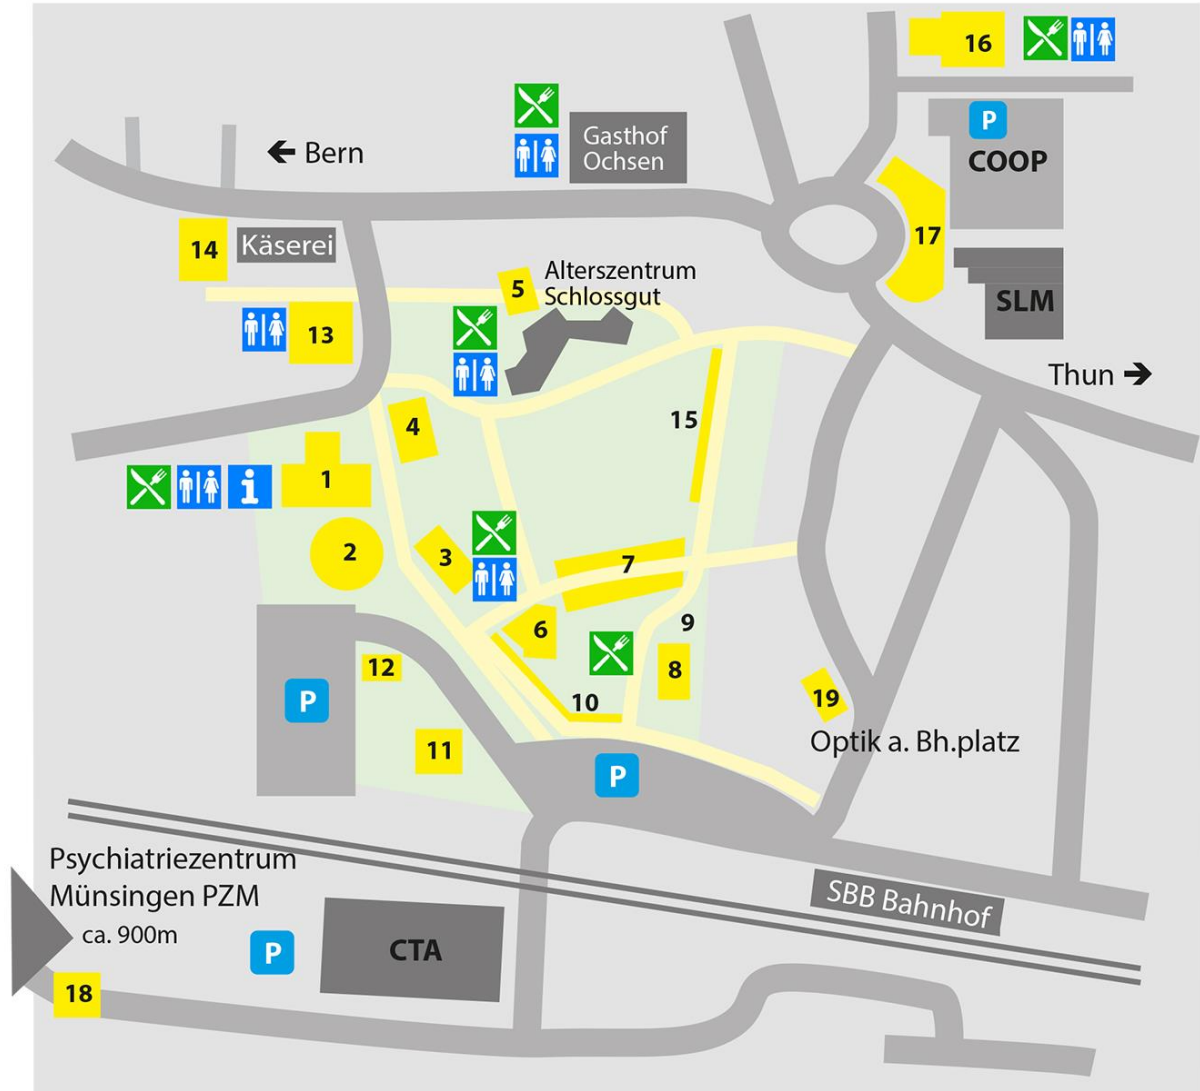 16
P
COOP
Gasthof
Ochsen
← Bern
17
14
Käserei
5
Alterszentrum
Schlossgut
SLM
13
Thun →
4
15
1
i
2
3
7
6
9
8
12
P
10
19
Optik a. Bh.platz
11
P
Psychiatriezentrum
Münsingen PZM
ca. 900m
SBB Bahnhof
P
CTA
18